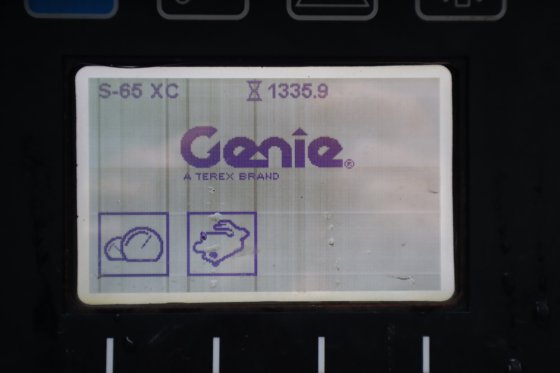 S-65 XC 1335.9
Genie®
A TEREX BRAND